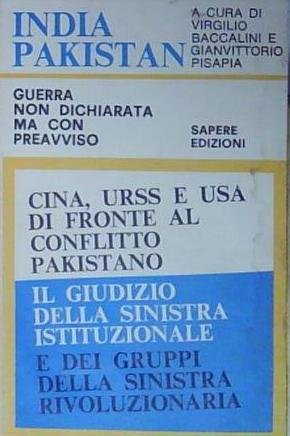 INDIA
PAKISTAN
A CURA DI
VIRGILIO
BACCALINI E
GIANVITTORIO
PISAPIA
GUERRA
NON DICHIARATA
MA CON
PREAVVISO
SAPERE
EDIZIONI
CINA, URSS E USA
DI FRONTE AL
CONFLITTO
PAKISTANO
IL GIUDIZIO
DELLA SINISTRA
ISTITUZIONALE
E DEI GRUPPI
DELLA SINISTRA
RIVOLUZIONARIA